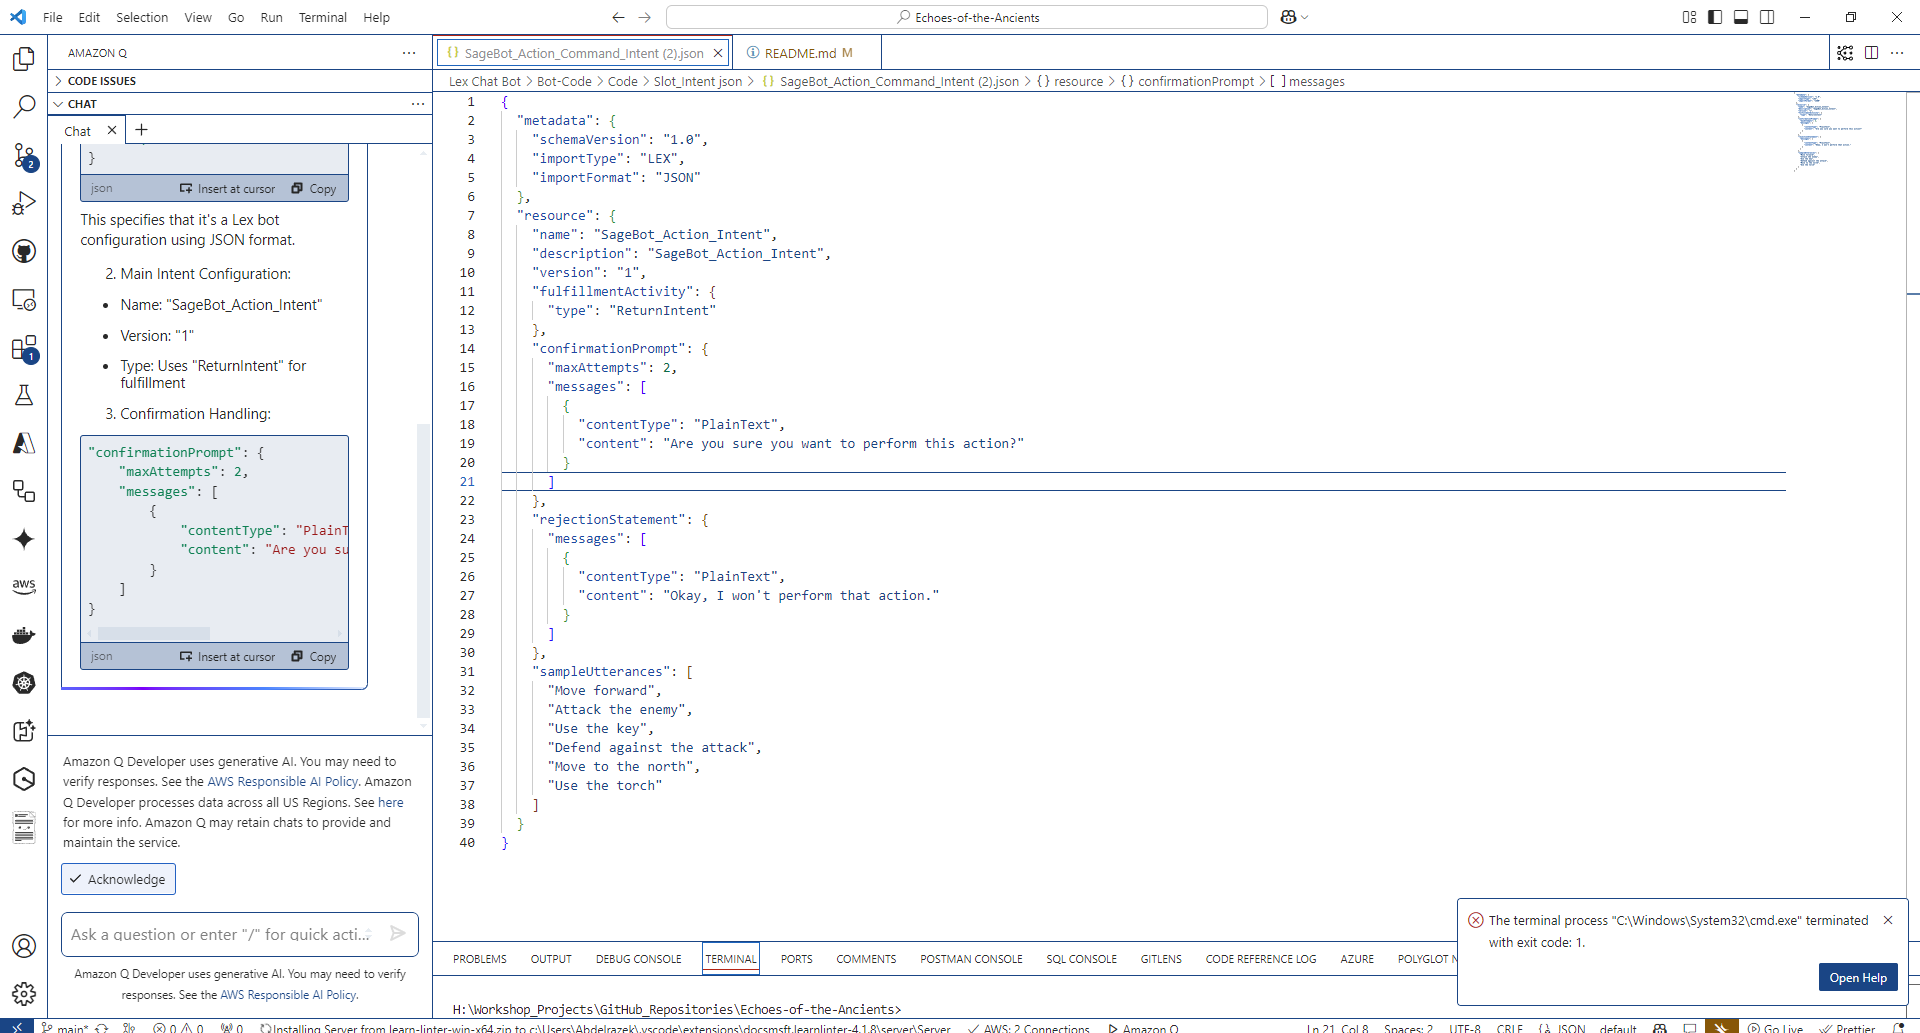 File Edit Selection View Go Run Terminal Help
Echoes-of-the-Ancients
AMAZON Q
CODE ISSUES
CHAT
Chat
}
json Insert at cursor Copy
This specifies that it's a Lex bot
configuration using JSON format.
2. Main Intent Configuration:
• Name: "SageBot_Action_Intent"
• Version: "1"
• Type: Uses "ReturnIntent" for
fulfillment
3. Confirmation Handling:
"confirmationPrompt": {
"maxAttempts": 2,
"messages": [
{
"contentType": "PlainT
"content": "Are you su
}
]
}
json Insert at cursor Copy
Amazon Q Developer uses generative AI. You may need to
verify responses. See the AWS Responsible AI Policy. Amazon
Q Developer processes data across all US Regions. See here
for more info. Amazon Q may retain chats to provide and
maintain the service.
Acknowledge
Ask a question or enter "/" for quick acti...
Amazon Q Developer uses generative AI. You may need to verify
responses. See the AWS Responsible AI Policy.
2
1
aws
{} SageBot_Action_Command_Intent (2).json
README.md M
Lex Chat Bot > Bot-Code > Code > Slot_Intent json > {} SageBot_Action_Command_Intent (2).json > {} resource > {} confirmationPrompt > [ ] messages
1 {
2 "metadata": {
3 "schemaVersion": "1.0",
4 "importType": "LEX",
5 "importFormat": "JSON"
6 },
7 "resource": {
8 "name": "SageBot_Action_Intent",
9 "description": "SageBot_Action_Intent",
10 "version": "1",
11 "fulfillmentActivity": {
12 "type": "ReturnIntent"
13 },
14 "confirmationPrompt": {
15 "maxAttempts": 2,
16 "messages": [
17 {
18 "contentType": "PlainText",
19 "content": "Are you sure you want to perform this action?"
20 }
21 ]
22 },
23 "rejectionStatement": {
24 "messages": [
25 {
26 "contentType": "PlainText",
27 "content": "Okay, I won't perform that action."
28 }
29 ]
30 },
31 "sampleUtterances": [
32 "Move forward",
33 "Attack the enemy",
34 "Use the key",
35 "Defend against the attack",
36 "Move to the north",
37 "Use the torch"
38 ]
39 }
40 }
The terminal process "C:\Windows\System32\cmd.exe" terminated
with exit code: 1.
Open Help
PROBLEMS OUTPUT DEBUG CONSOLE TERMINAL PORTS COMMENTS POSTMAN CONSOLE SQL CONSOLE GITLENS CODE REFERENCE LOG AZURE POLYGLOT N
H:\Workshop_Projects\GitHub_Repositories\Echoes-of-the-Ancients>
main* 0 0 0 Installing Server from learn-linter-win-x64.zip to c:\Users\Abdelrazek\.vscode\extensions\docsmsft.learnlinter-4.1.8\server\Server AWS: 2 Connections Amazon Q Ln 21, Col 8 Spaces: 2 UTF-8 CRLF {} JSON default Go Live Prettier